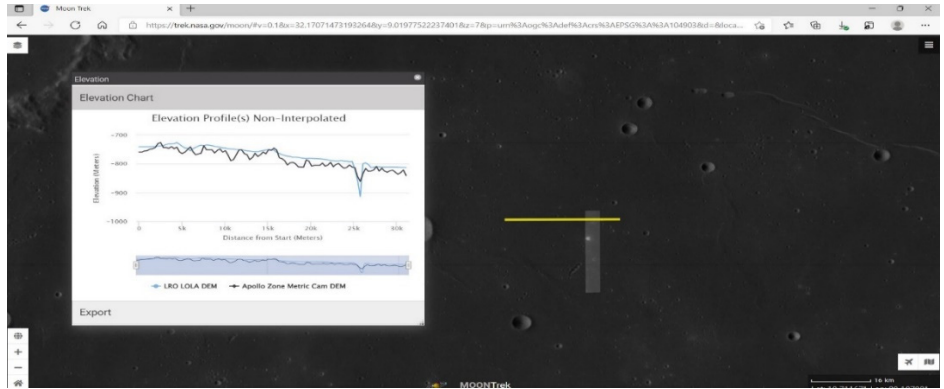 Moon Trek
https://trek.nasa.gov/moon/#v=0.1&x=32.17071473193264&y=9.01977522237401&z=7&p=urn%3Aogc%3Adef%3Acrs%3AEPSG%3A%3A104903&d=&loca...
Elevation
Elevation Chart
Elevation Profile(s) Non-Interpolated
-700
-800
-900
-1000
Elevation (Meters)
0 5k 10k 15k 20k 25k 30k
Distance from Start (Meters)
LRO LOLA DEM Apollo Zone Metric Cam DEM
Export
MOONTrek
16 km